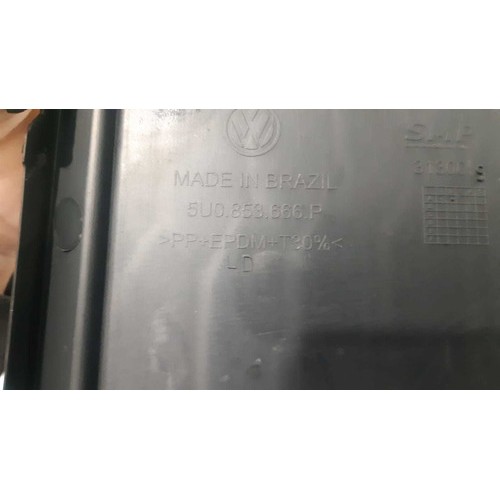 MADE IN BRAZIL
5U0.853.666.P
>PP+EPDM+T30%<
LD